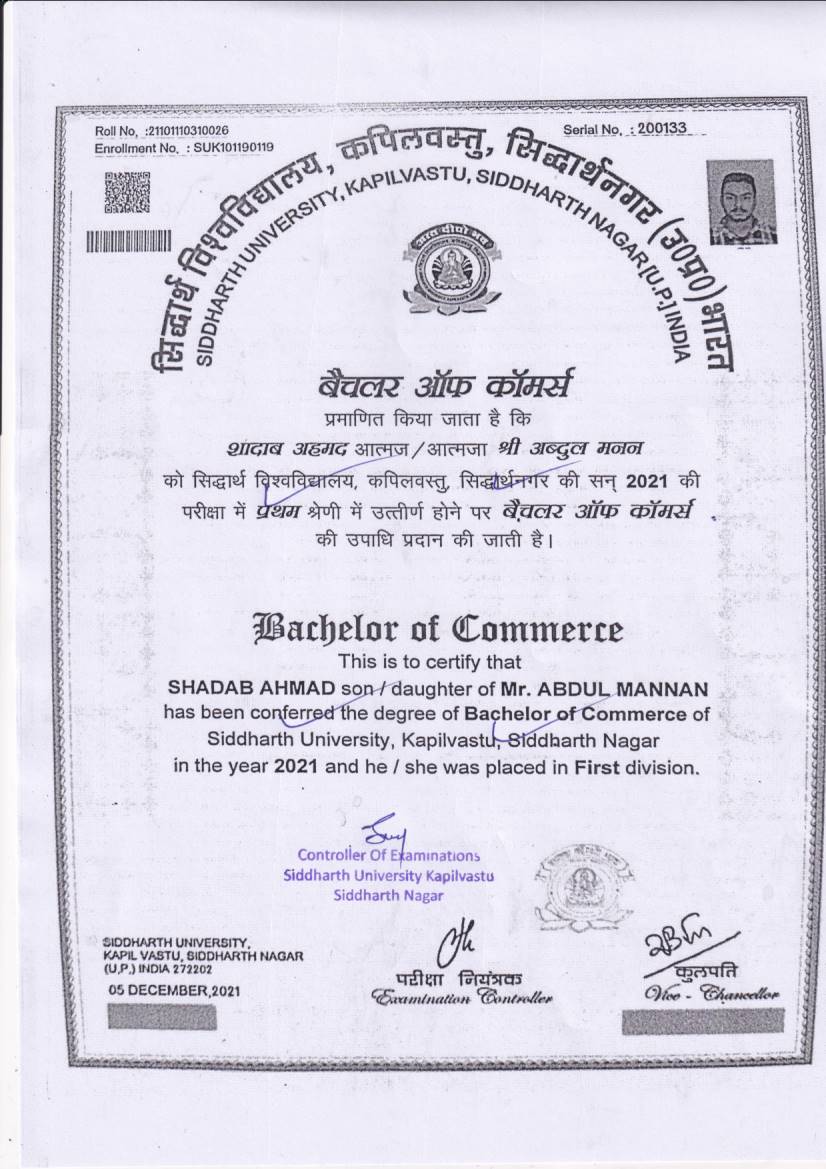 Roll No, :21101110310026
Enrollment No, : SUK101190119
Serial No, : 200133
सिद्धार्थ विश्वविद्यालय, कपिलवस्तु, सिद्धार्थनगर (उ0प्र0) भारत
SIDDHARTH UNIVERSITY, KAPILVASTU, SIDDHARTH NAGAR [U.P.] INDIA
बैचलर ऑफ कॉमर्स
प्रमाणित किया जाता है कि
शादाब अहमद आत्मज / आत्मजा श्री अब्दुल मनन
को सिद्धार्थ विश्वविद्यालय, कपिलवस्तु, सिद्धार्थनगर की सन् 2021 की
परीक्षा में प्रथम श्रेणी में उत्तीर्ण होने पर बैचलर ऑफ कॉमर्स
की उपाधि प्रदान की जाती है।
Bachelor of Commerce
This is to certify that
SHADAB AHMAD son / daughter of Mr. ABDUL MANNAN
has been conferred the degree of Bachelor of Commerce of
Siddharth University, Kapilvastu, Siddharth Nagar
in the year 2021 and he / she was placed in First division.
Controller Of Examinations
Siddharth University Kapilvastu
Siddharth Nagar
SIDDHARTH UNIVERSITY,
KAPIL VASTU, SIDDHARTH NAGAR
(U.P.) INDIA 272202
05 DECEMBER,2021
परीक्षा नियंत्रक
Examination Controller
कुलपति
Vice - Chancellor